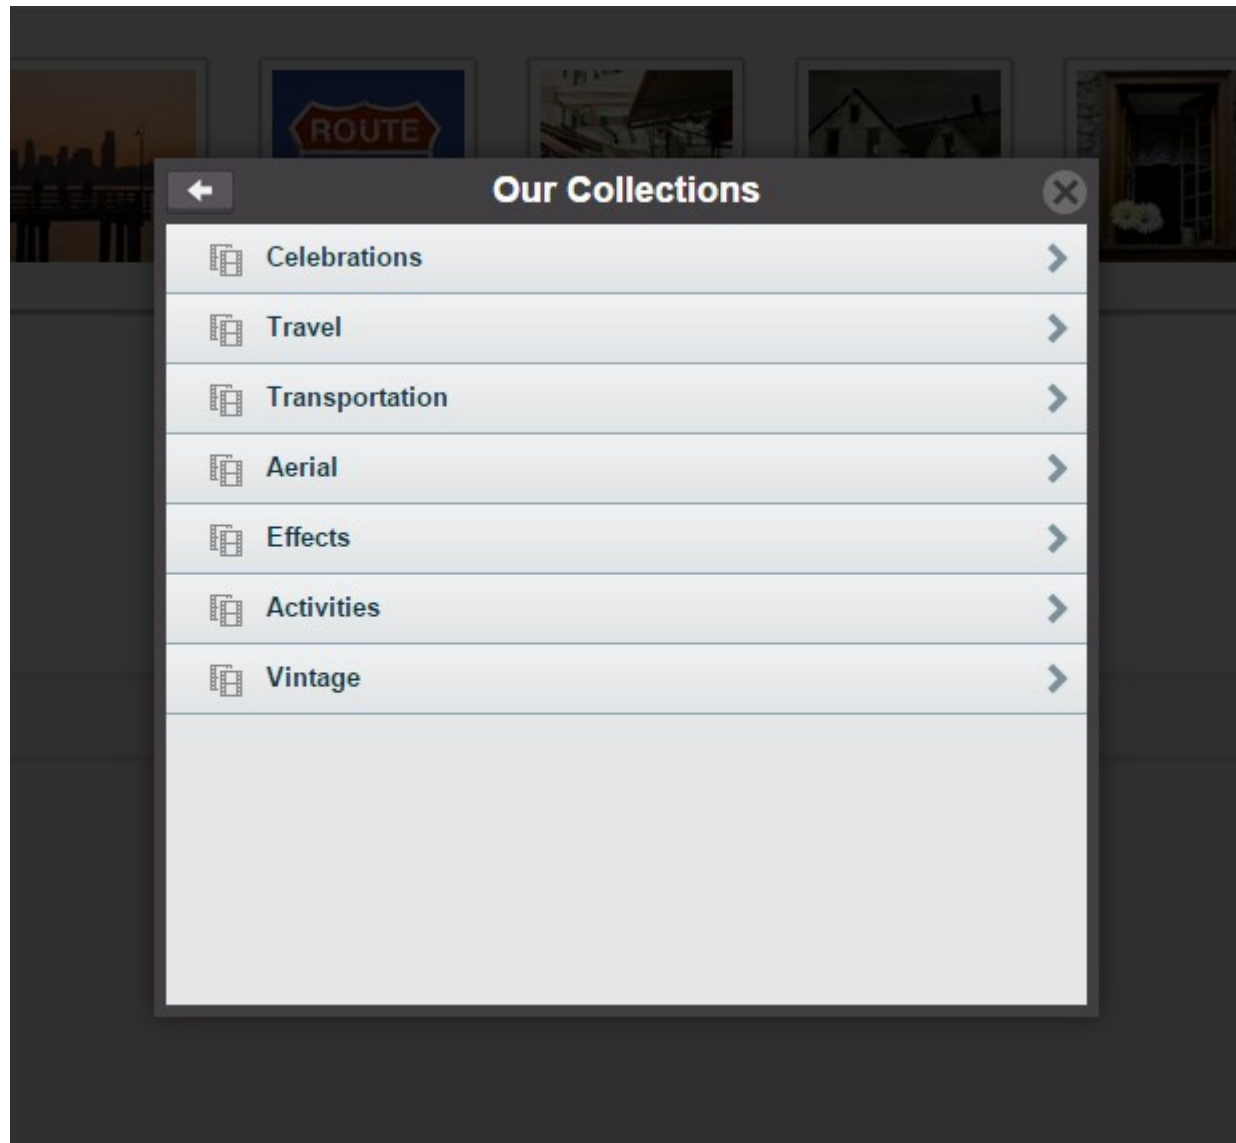 ROUTE
Our Collections
Celebrations
Travel
Transportation
Aerial
Effects
Activities
Vintage